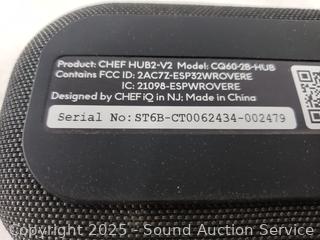 Product: CHEF HUB2-V2 Model: CQ60-2B-HUB
Contains FCC ID: 2AC7Z-ESP32WROVERE
IC: 21098-ESPWROVERE
Designed by CHEF iQ in NJ; Made in China
Serial No:ST6B-CT0062434-002479
Copyright 2025 - Sound Auction Service